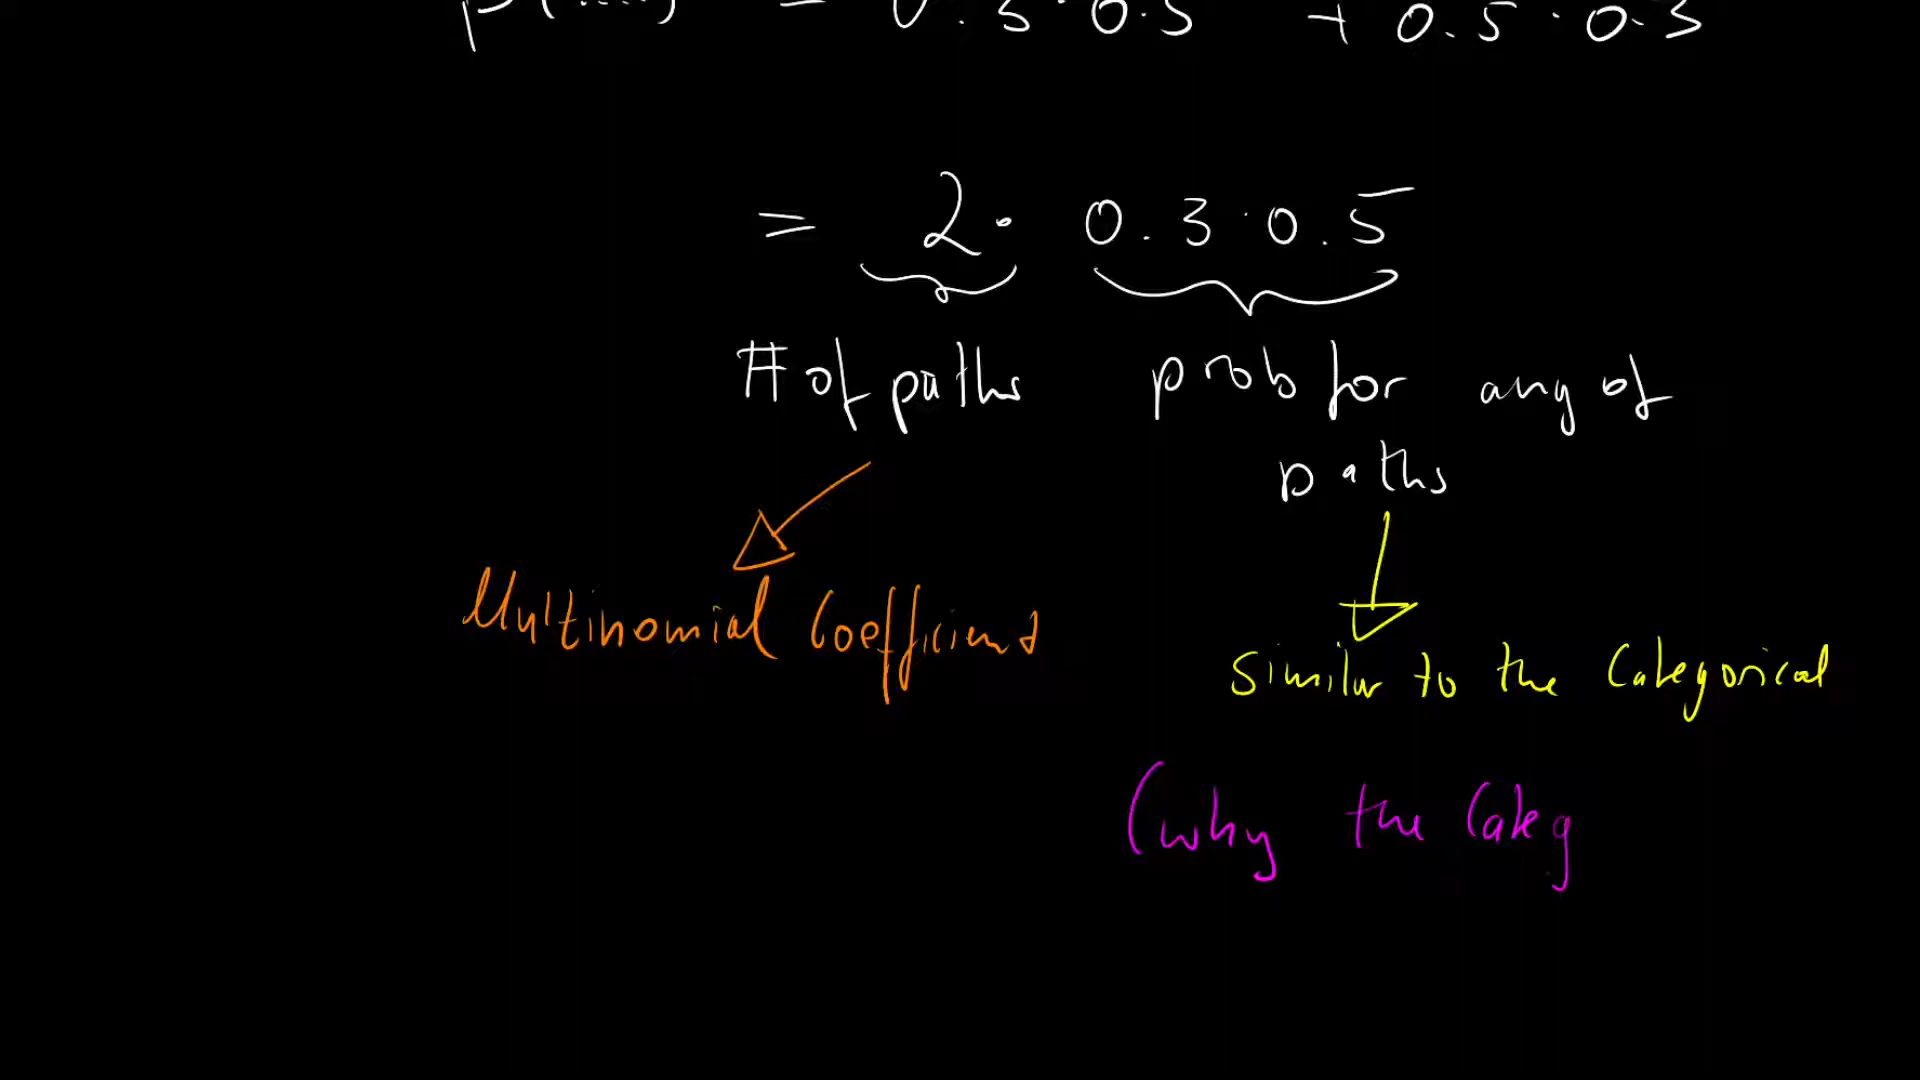 p(....) = 0.3·0.5 + 0.5·0.3
= 2· 0.3·0.5
# of paths prob for any of
paths
Multinomial Coefficient
Similar to the Categorical
(why the Categ